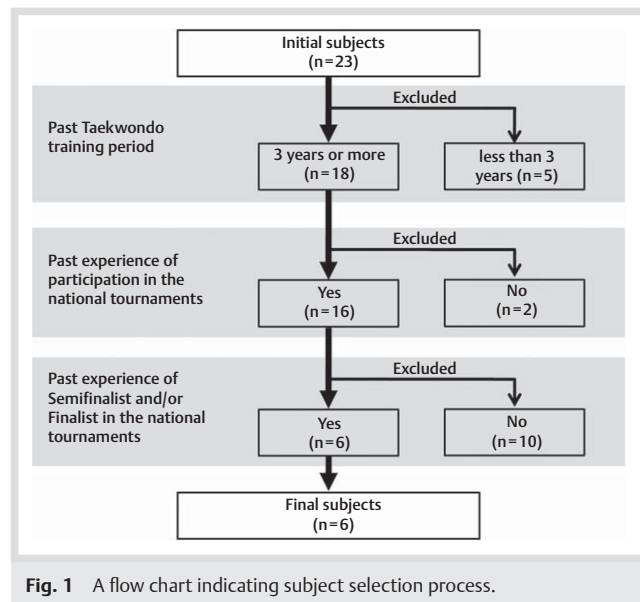 Initial subjects
(n=23)
Excluded
Past Taekwondo
training period
3 years or more
(n=18)
less than 3
years (n=5)
Excluded
Past experience of
participation in the
national tournaments
Yes
(n=16)
No
(n=2)
Excluded
Past experience of
Semifinalist and/or
Finalist in the national
tournaments
Yes
(n=6)
No
(n=10)
Final subjects
(n=6)
Fig. 1 A flow chart indicating subject selection process.